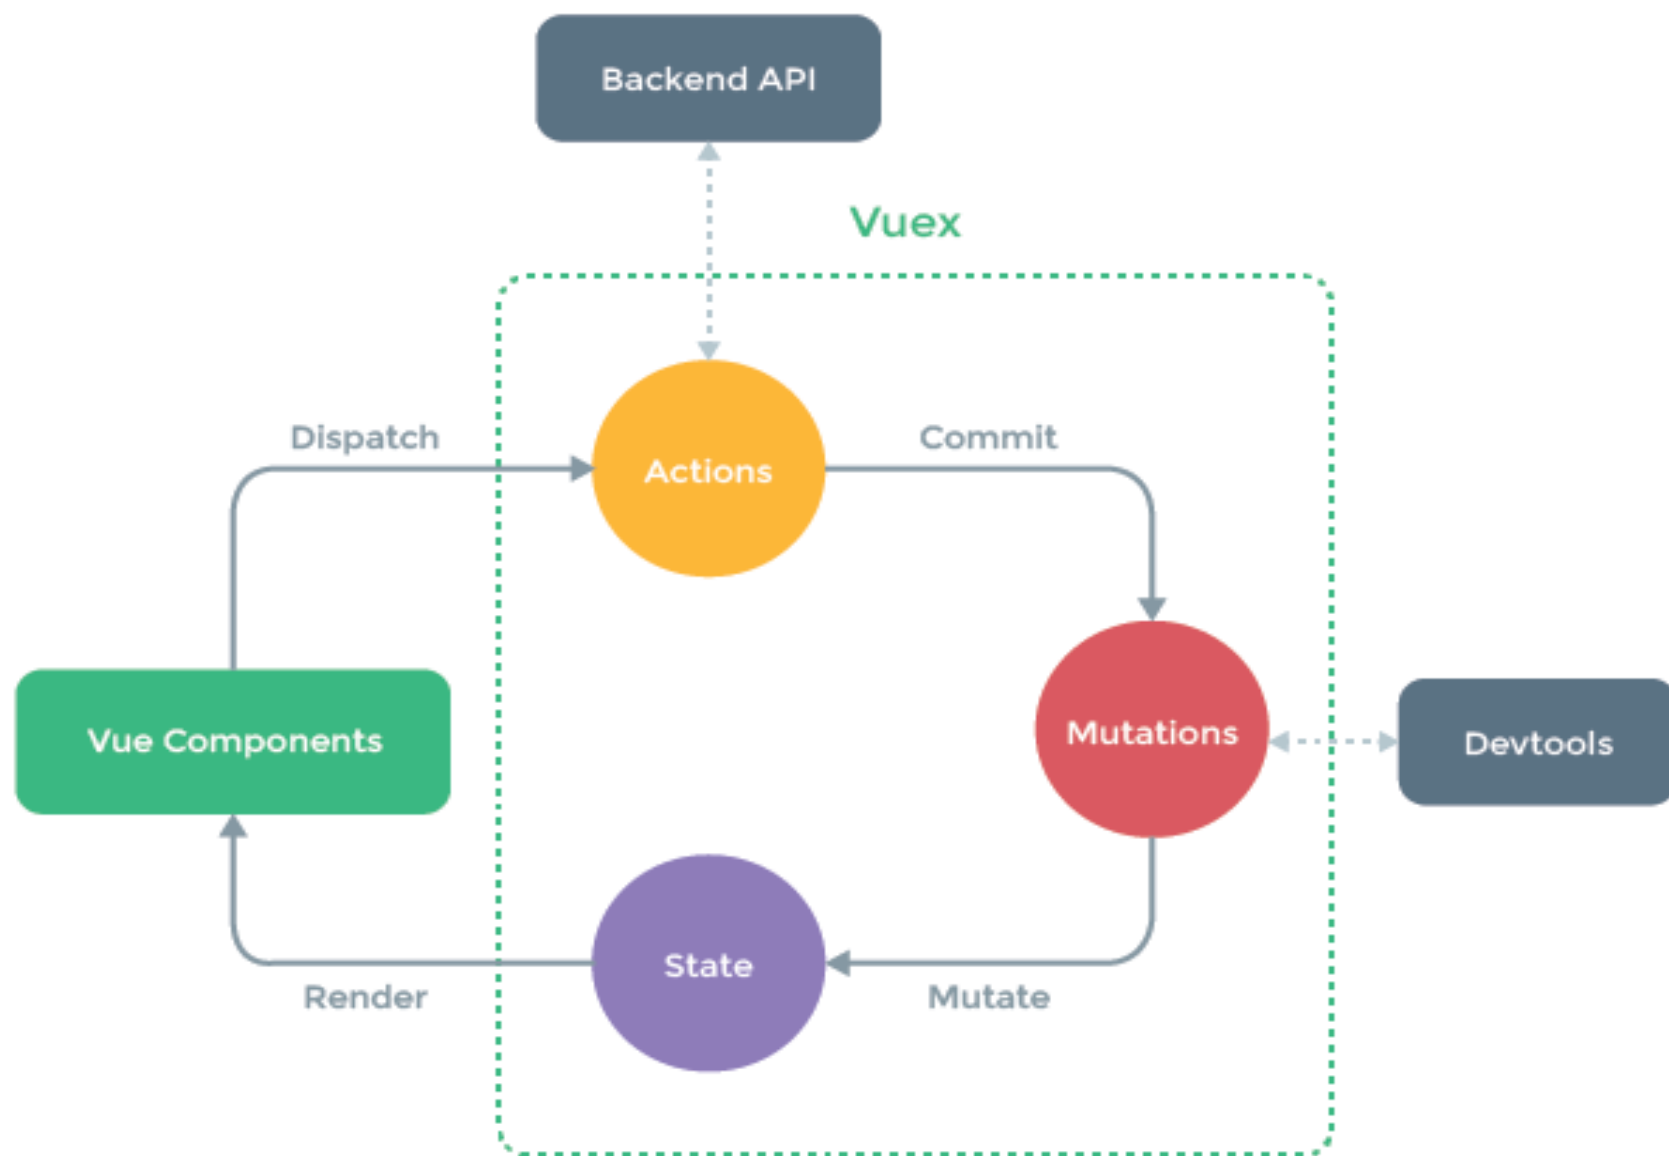 Backend API
Vuex
Dispatch
Commit
Actions
Vue Components
Mutations
Devtools
State
Render
Mutate